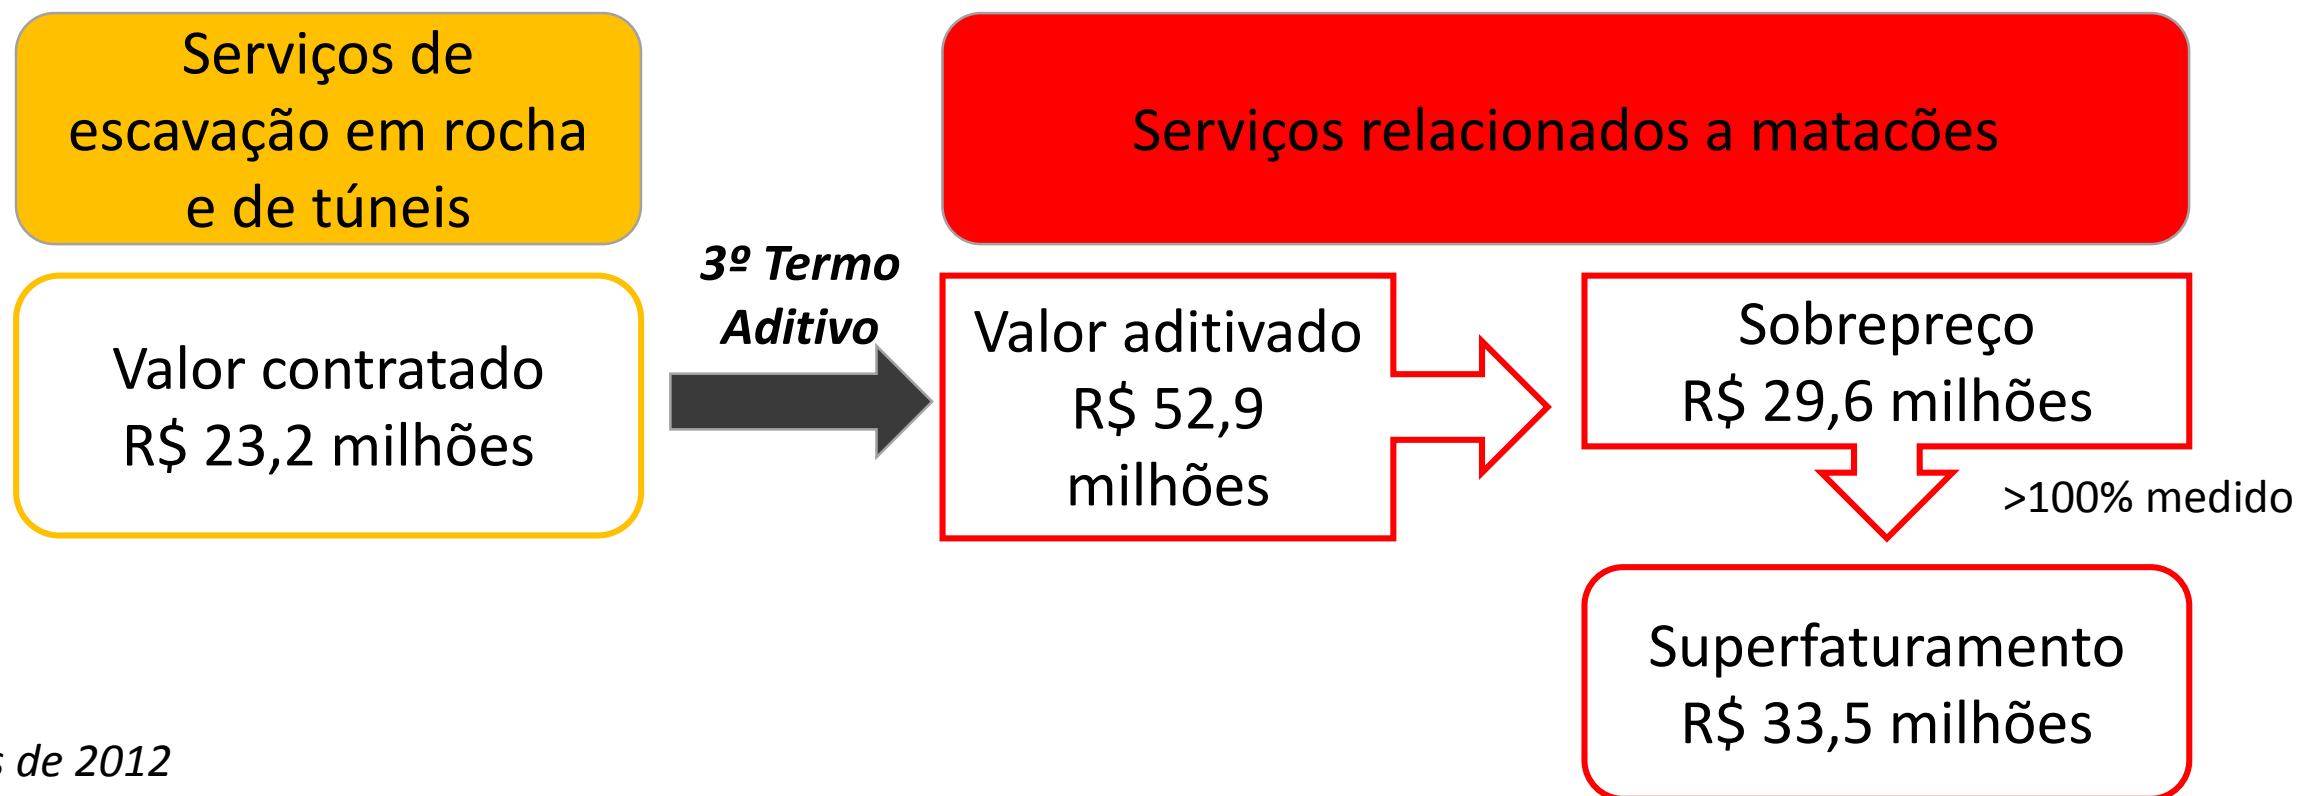 Serviços de
escavação em rocha
e de túneis
Serviços relacionados a matacões
3º Termo
Aditivo
Valor contratado
R$ 23,2 milhões
Valor aditivado
R$ 52,9
milhões
Sobrepreço
R$ 29,6 milhões
>100% medido
Superfaturamento
R$ 33,5 milhões
de 2012